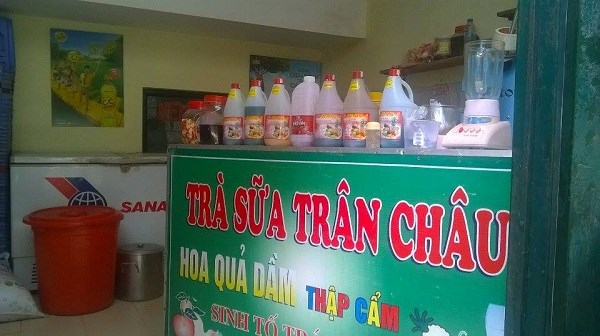 SANA
TRÀ SỮA TRÂN CHÂU
HOA QUẢ DẦM THẬP CẨM
SINH TỐ